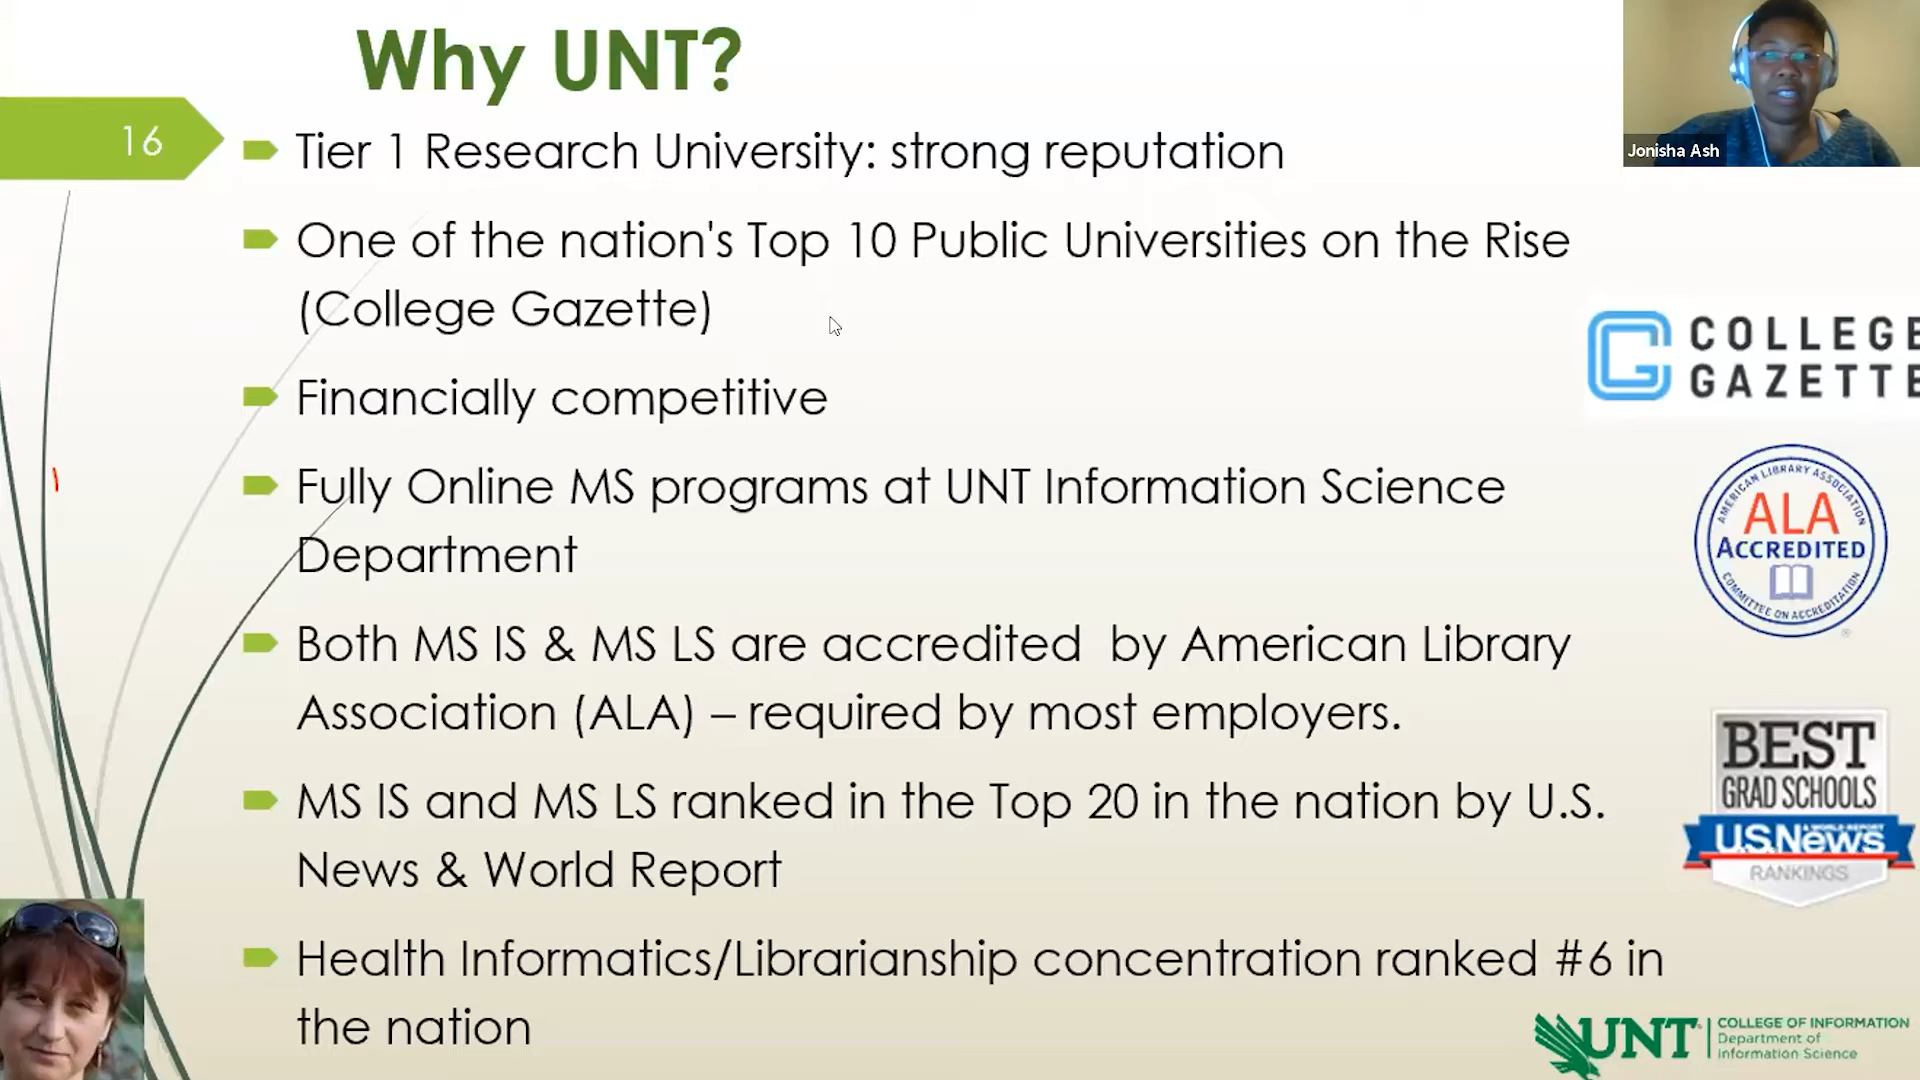 Why UNT?
16
Tier 1 Research University: strong reputation
One of the nation's Top 10 Public Universities on the Rise
(College Gazette)
Financially competitive
Fully Online MS programs at UNT Information Science
Department
Both MS IS & MS LS are accredited by American Library
Association (ALA) – required by most employers.
MS IS and MS LS ranked in the Top 20 in the nation by U.S.
News & World Report
Health Informatics/Librarianship concentration ranked #6 in
the nation
Jonisha Ash
COLLEGE
GAZETTE
AMERICAN LIBRARY ASSOCIATION
ALA
ACCREDITED
COMMITTEE ON ACCREDITATION
BEST
GRAD SCHOOLS
U.S.News
& WORLD REPORT
RANKINGS
UNT
COLLEGE OF INFORMATION
Department of
Information Science